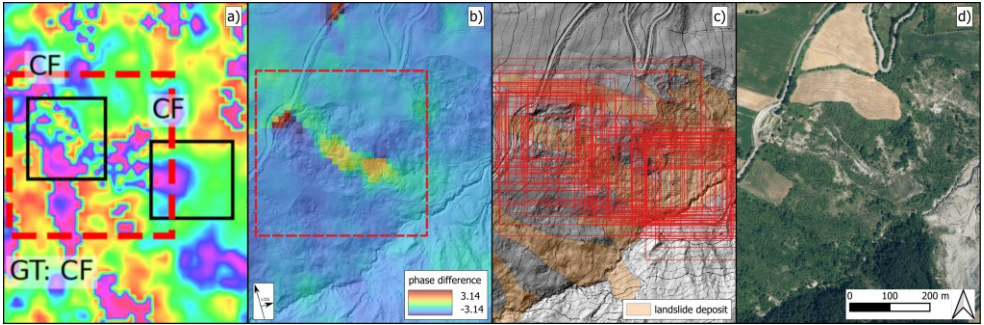 a)
CF
CF
GT: CF
b)
phase difference
3.14
-3.14
c)
landslide deposit
d)
0 100 200 m